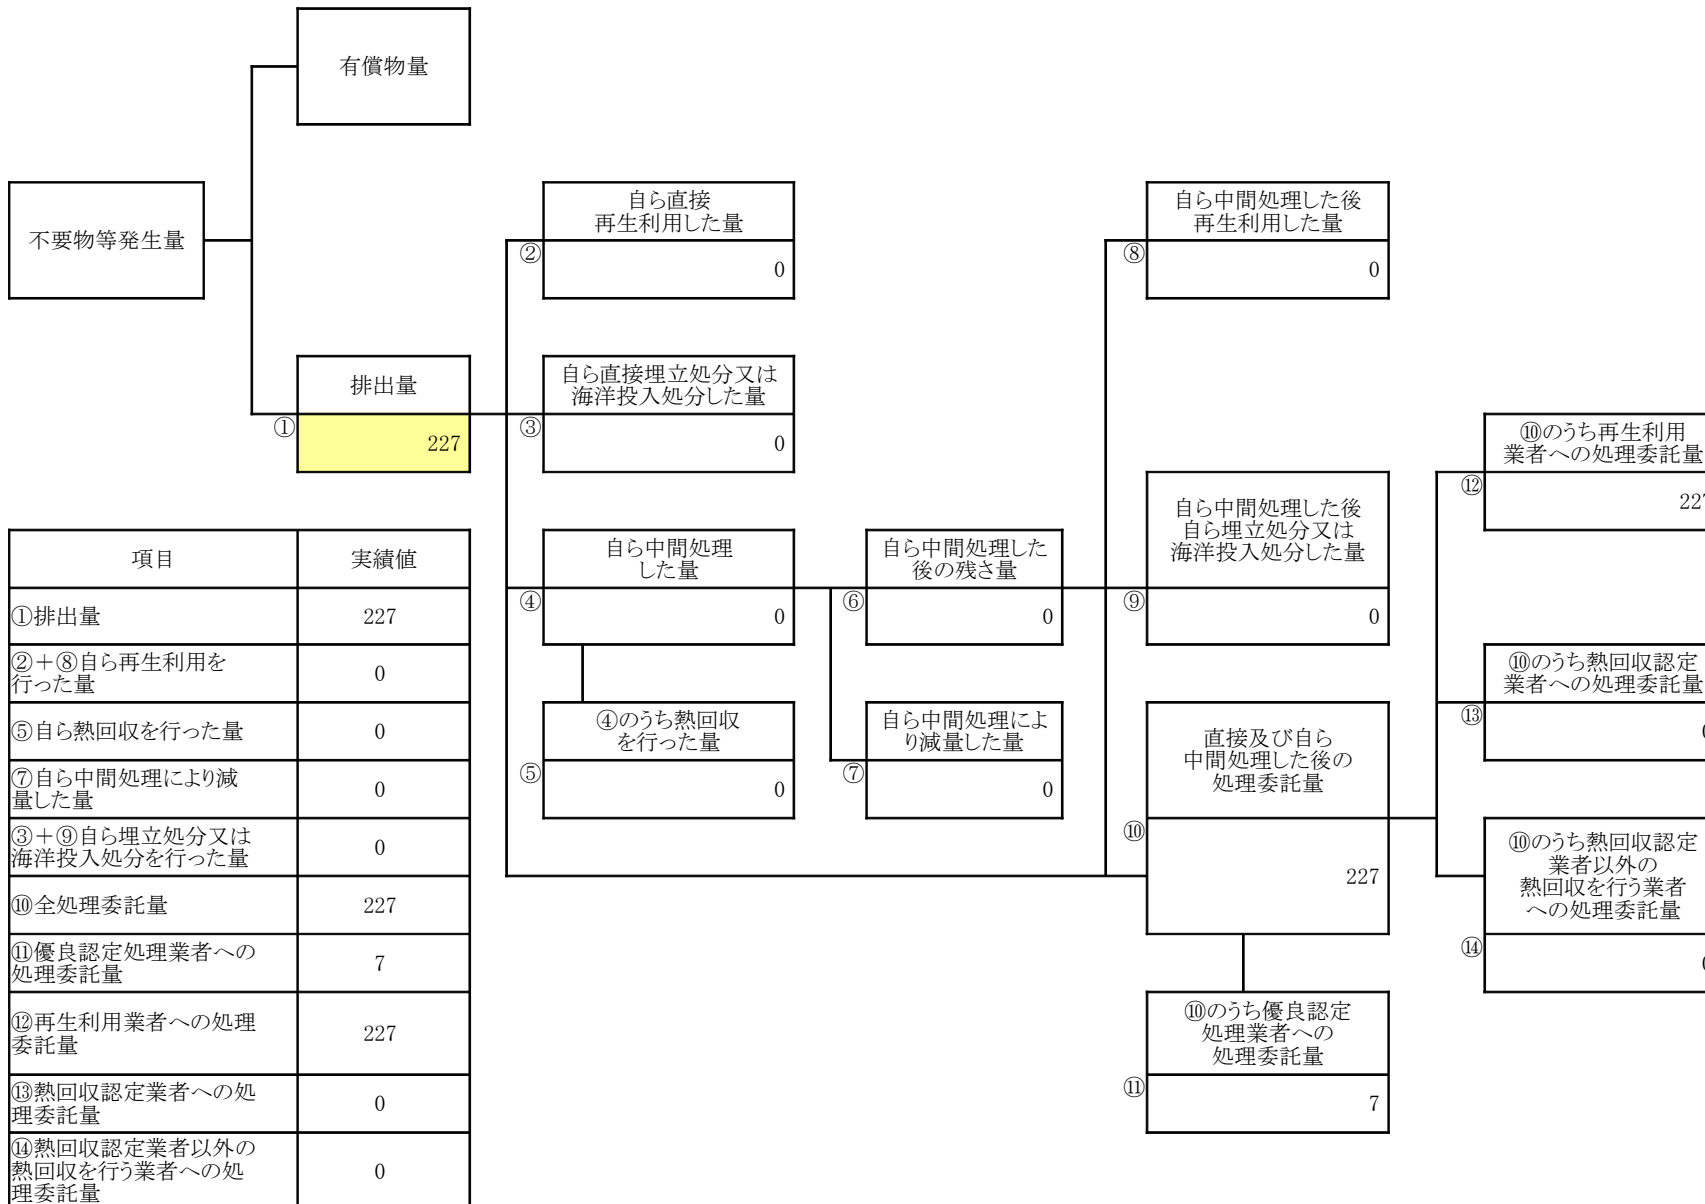 有償物量
不要物等発生量
自ら直接
再生利用した量
②
0
自ら中間処理した後
再生利用した量
⑧
0
排出量
①
227
自ら直接埋立処分又は
海洋投入処分した量
③
0
⑩のうち再生利用
業者への処理委託量
⑫
227
自ら中間処理
した量
④
0
自ら中間処理した
後の残さ量
⑥
0
自ら中間処理した後
自ら埋立処分又は
海洋投入処分した量
⑨
0
④のうち熱回収
を行った量
⑤
0
自ら中間処理によ
り減量した量
⑦
0
直接及び自ら
中間処理した後の
処理委託量
⑩
227
⑩のうち熱回収認定
業者への処理委託量
⑬
0
⑩のうち熱回収認定
業者以外の
熱回収を行う業者
への処理委託量
⑭
0
⑩のうち優良認定
処理業者への
処理委託量
⑪
7
項目 実績値
①排出量 227
②＋⑧自ら再生利用を
行った量 0
⑤自ら熱回収を行った量 0
⑦自ら中間処理により減
量した量 0
③＋⑨自ら埋立処分又は
海洋投入処分を行った量 0
⑩全処理委託量 227
⑪優良認定処理業者への
処理委託量 7
⑫再生利用業者への処理
委託量 227
⑬熱回収認定業者への処
理委託量 0
⑭熱回収認定業者以外の
熱回収を行う業者への処
理委託量 0